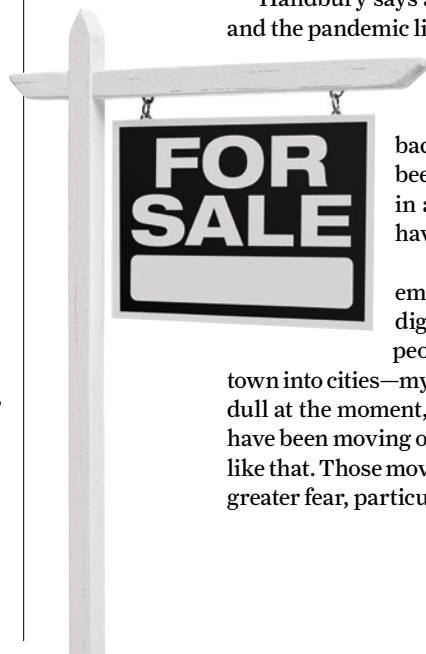 Handbury says a
and the pandemic li
FOR
SALE
bac
bee
in a
hav
em
dig
peo
town into cities—my
dull at the moment,
have been moving o
like that. Those mov
greater fear, particu